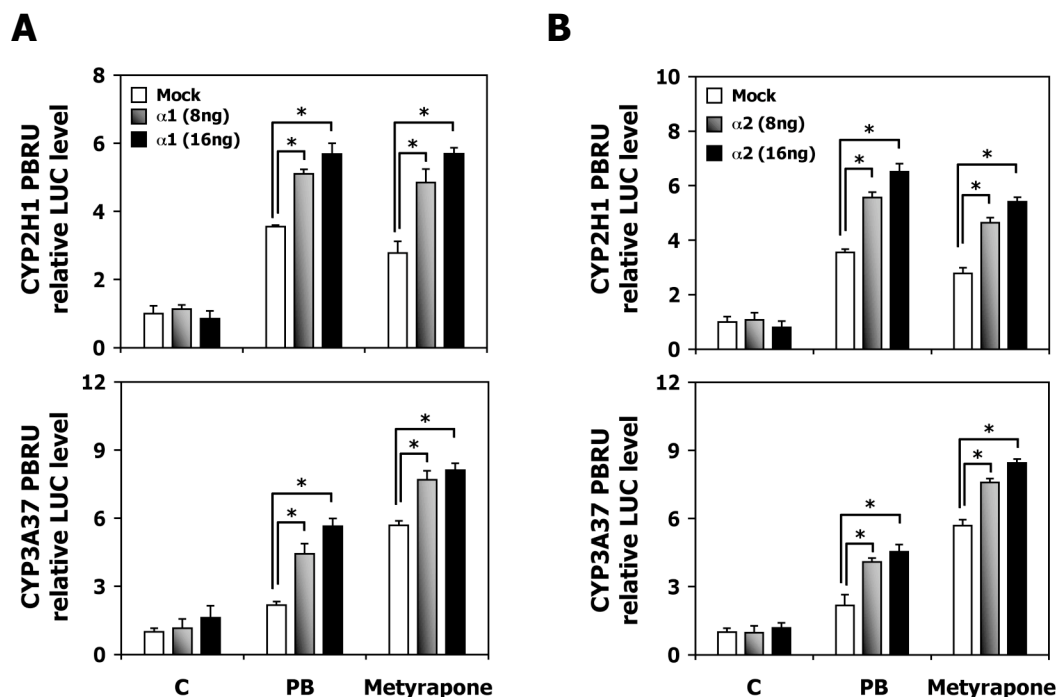 A
CYP2H1 PBRU
relative LUC level
8
6
4
2
0
Mock
α1 (8ng)
α1 (16ng)
*
*
*
*
CYP3A37 PBRU
relative LUC level
12
9
6
3
0
*
*
*
*
C PB Metyrapone
B
CYP2H1 PBRU
relative LUC level
10
8
6
4
2
0
Mock
α2 (8ng)
α2 (16ng)
*
*
*
*
CYP3A37 PBRU
relative LUC level
12
9
6
3
0
*
*
*
*
C PB Metyrapone